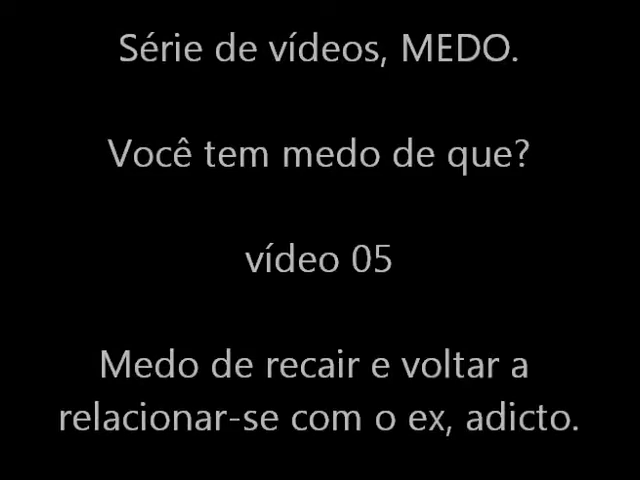 Série de vídeos, MEDO.
Você tem medo de que?
vídeo 05
Medo de recair e voltar a
relacionar-se com o ex, adicto.